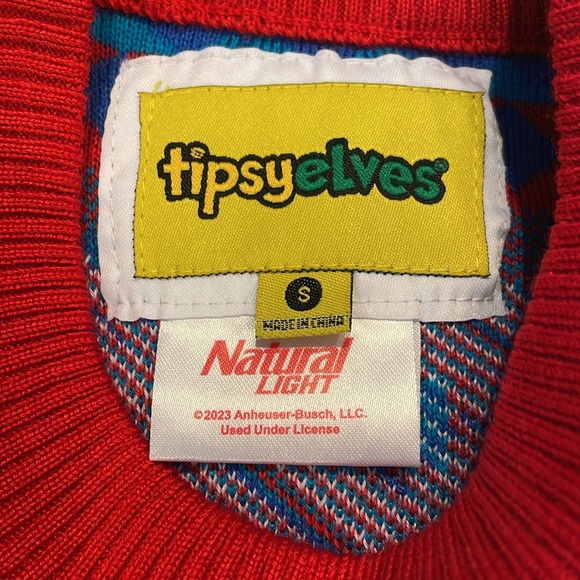 tipsyelves®
S
MADE IN CHINA
Natural
LIGHT
©2023 Anheuser-Busch, LLC.
Used Under License